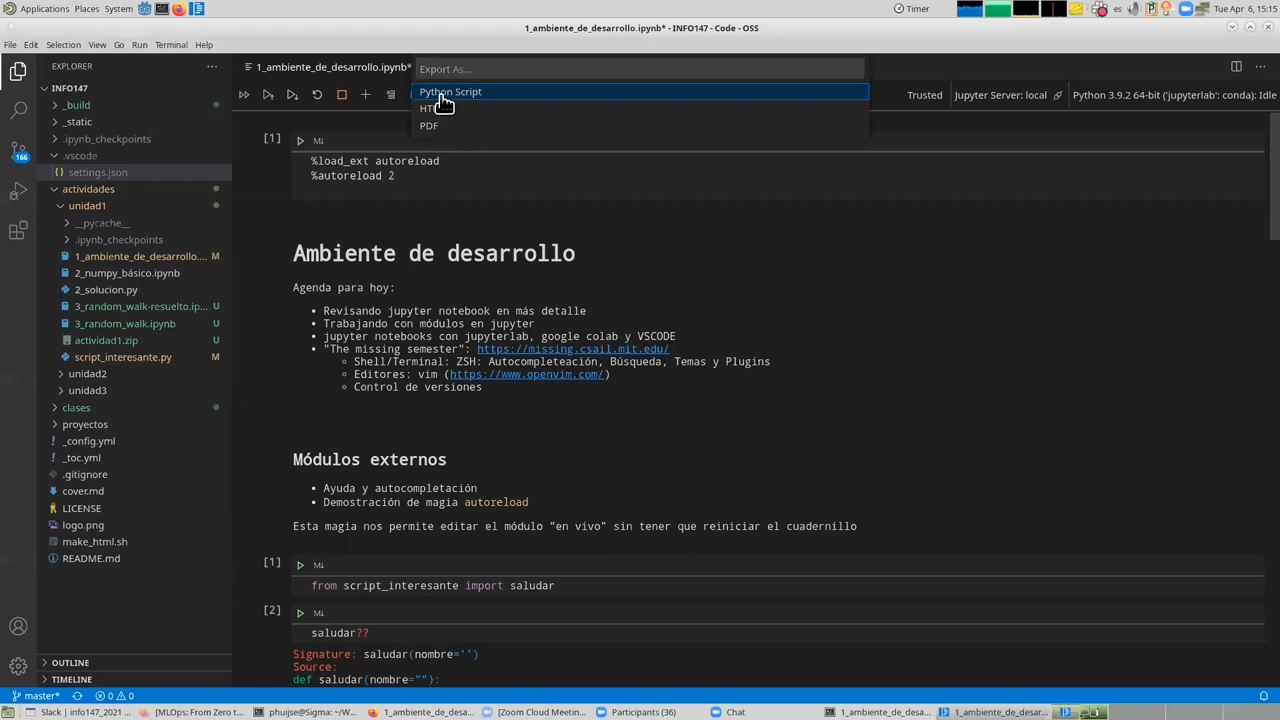 Applications Places System es Timer Tue Apr 6, 15:15
1_ambiente_de_desarrollo.ipynb* - INFO147 - Code - OSS
File Edit Selection View Go Run Terminal Help
EXPLORER
1_ambiente_de_desarrollo.ipynb*
Export As...
Python Script
PDF
Trusted
Jupyter Server: local
Python 3.9.2 64-bit ('jupyterlab': conda): Idle
INFO147
_build
_static
.ipynb_checkpoints
.vscode
settings.json
actividades
unidad1
__pycache__
.ipynb_checkpoints
1_ambiente_de_desarrollo.... M
2_numpy_básico.ipynb
2_solucion.py
3_random_walk-resuelto.ip... U
3_random_walk.ipynb U
actividad1.zip U
script_interesante.py M
unidad2
unidad3
clases
proyectos
_config.yml
_toc.yml
.gitignore
cover.md
LICENSE
logo.png
make_html.sh
README.md
OUTLINE
TIMELINE
166
[1] M↓
%load_ext autoreload
%autoreload 2
Ambiente de desarrollo
Agenda para hoy:
• Revisando jupyter notebook en más detalle
• Trabajando con módulos en jupyter
• jupyter notebooks con jupyterlab, google colab y VSCODE
• "The missing semester": https://missing.csail.mit.edu/
Shell/Terminal: ZSH: Autocompleteación, Búsqueda, Temas y Plugins
Editores: vim (https://www.openvim.com/)
Control de versiones
Módulos externos
• Ayuda y autocompletación
• Demostración de magia autoreload
Esta magia nos permite editar el módulo "en vivo" sin tener que reiniciar el cuadernillo
[1] M↓
from script_interesante import saludar
[2] M↓
saludar??
Signature: saludar(nombre='')
Source:
def saludar(nombre=""):
master* 0 0
Slack | info147_2021 ... [MLOps: From Zero t... phuijse@Sigma: ~/W... 1_ambiente_de_desa... [Zoom Cloud Meetin... Participants (36) Chat 1_ambiente_de_desa... 1_ambiente_de_desar...